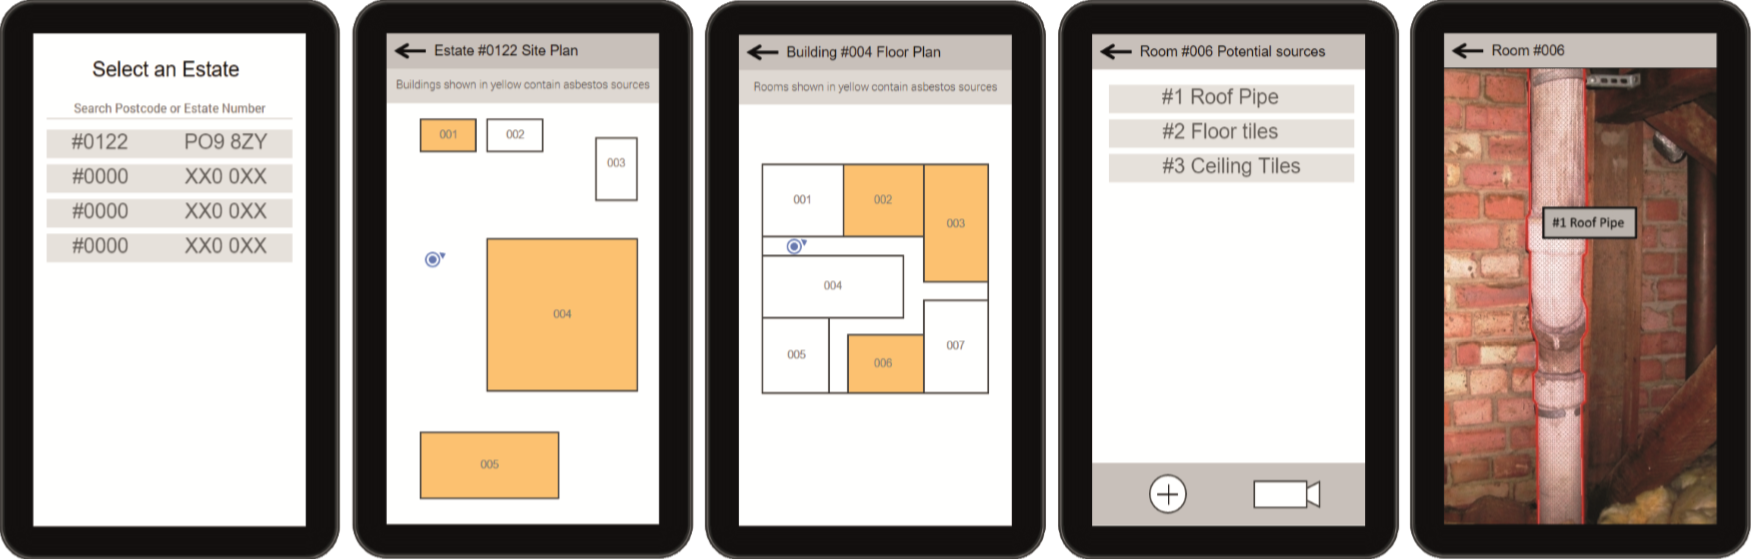 Select an Estate
Search Postcode or Estate Number
#0122 PO9 8ZY
#0000 XX0 0XX
#0000 XX0 0XX
#0000 XX0 0XX
Estate #0122 Site Plan
Buildings shown in yellow contain asbestos sources
001 002
003
004
005
Building #004 Floor Plan
Rooms shown in yellow contain asbestos sources
001 002
003
004
005 006 007
Room #006 Potential sources
#1 Roof Pipe
#2 Floor tiles
#3 Ceiling Tiles
Room #006
#1 Roof Pipe